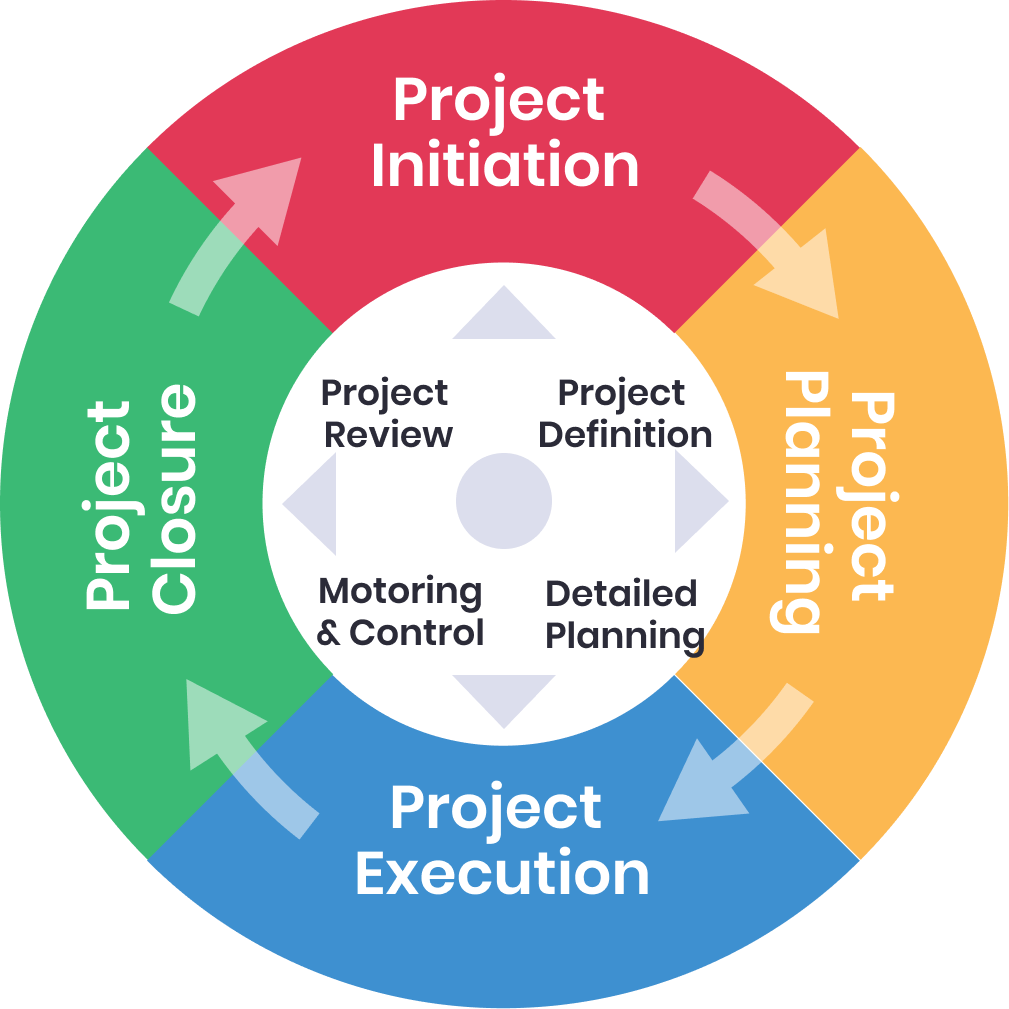 Project
Initiation
Project
Planning
Project
Execution
Project
Closure
Project
Review
Project
Definition
Motoring
& Control
Detailed
Planning